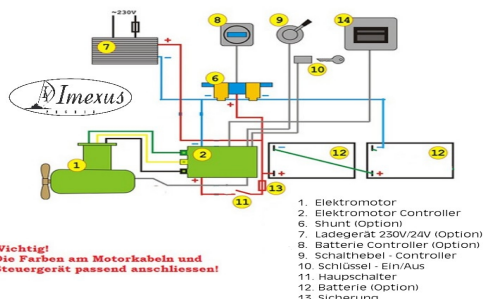 ~230V
7
8
9
14
10
6
Imexus
1
2
12
12
13
11
Wichtig!
Die Farben am Motorkabeln und
Steuergerät passend anschliessen!
1. Elektromotor
2. Elektromotor Controller
6. Shunt (Option)
7. Ladegerät 230V/24V (Option)
8. Batterie Controller (Option)
9. Schalthebel - Controller
10. Schlüssel - Ein/Aus
11. Haupschalter
12. Batterie (Option)
13. Sicherung